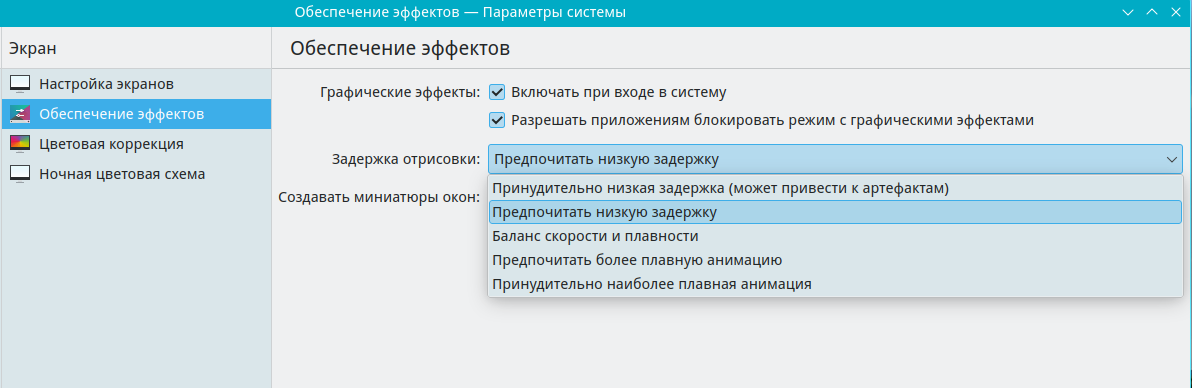 Обеспечение эффектов — Параметры системы
Экран
Обеспечение эффектов
Настройка экранов
Обеспечение эффектов
Цветовая коррекция
Ночная цветовая схема
Графические эффекты: Включать при входе в систему
Разрешать приложениям блокировать режим с графическими эффектами
Задержка отрисовки: Предпочитать низкую задержку
Создавать миниатюры окон:
Принудительно низкая задержка (может привести к артефактам)
Предпочитать низкую задержку
Баланс скорости и плавности
Предпочитать более плавную анимацию
Принудительно наиболее плавная анимация